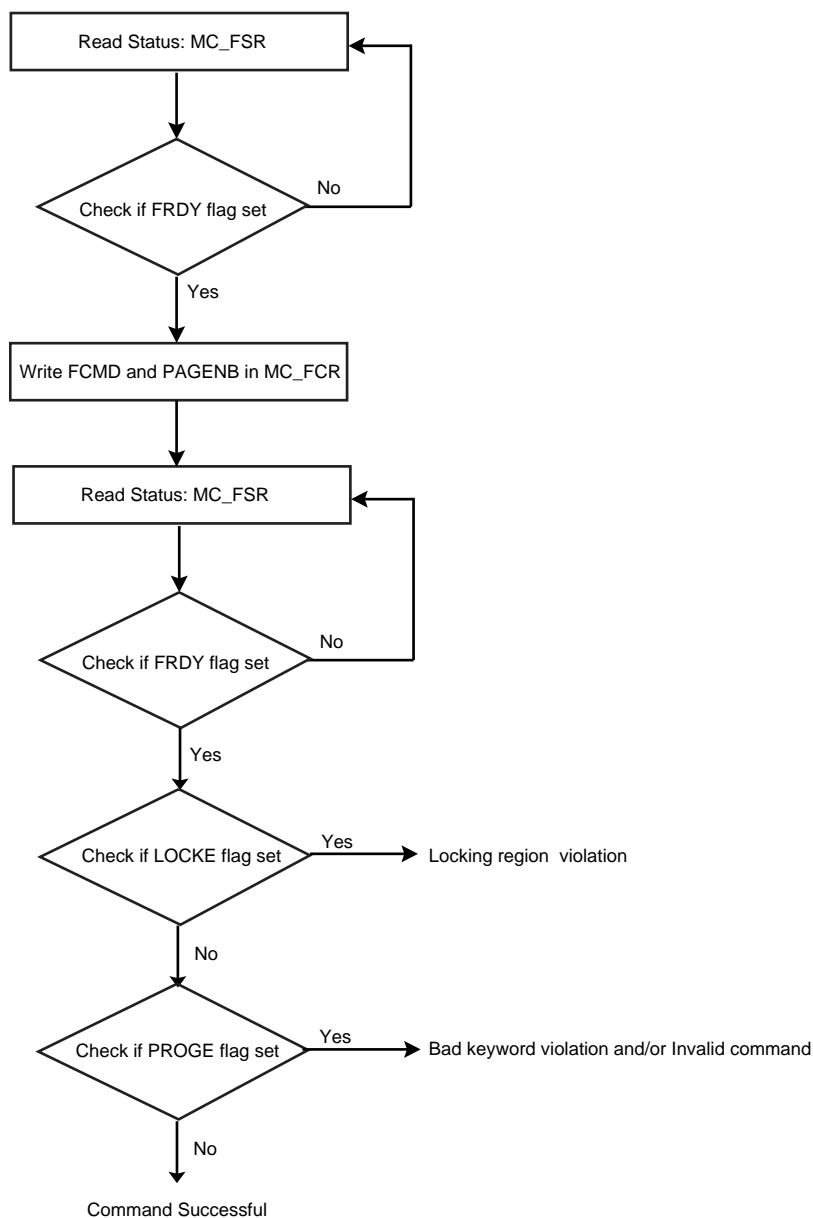 Read Status: MC_FSR
Check if FRDY flag set
No
Yes
Write FCMD and PAGENB in MC_FCR
Read Status: MC_FSR
Check if FRDY flag set
No
Yes
Check if LOCKE flag set
Yes
Locking region violation
No
Check if PROGE flag set
Yes
Bad keyword violation and/or Invalid command
No
Command Successful